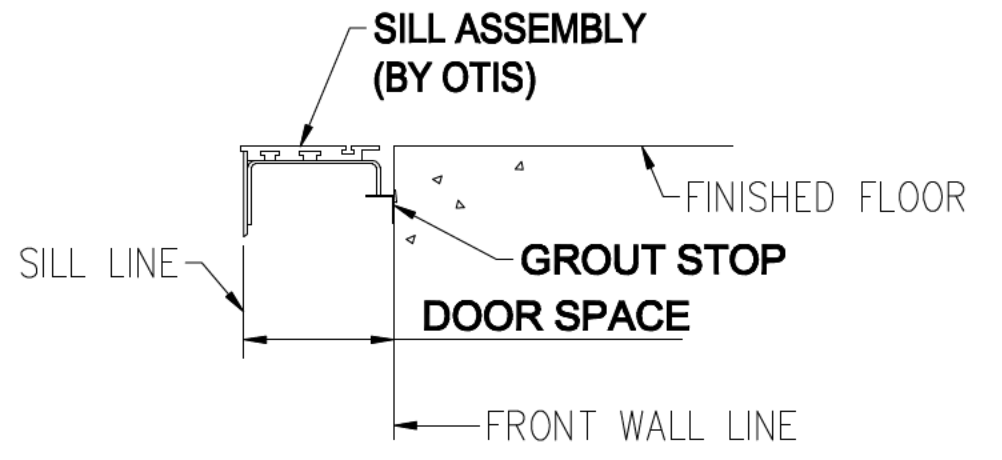 SILL ASSEMBLY
(BY OTIS)
FINISHED FLOOR
SILL LINE
GROUT STOP
DOOR SPACE
FRONT WALL LINE